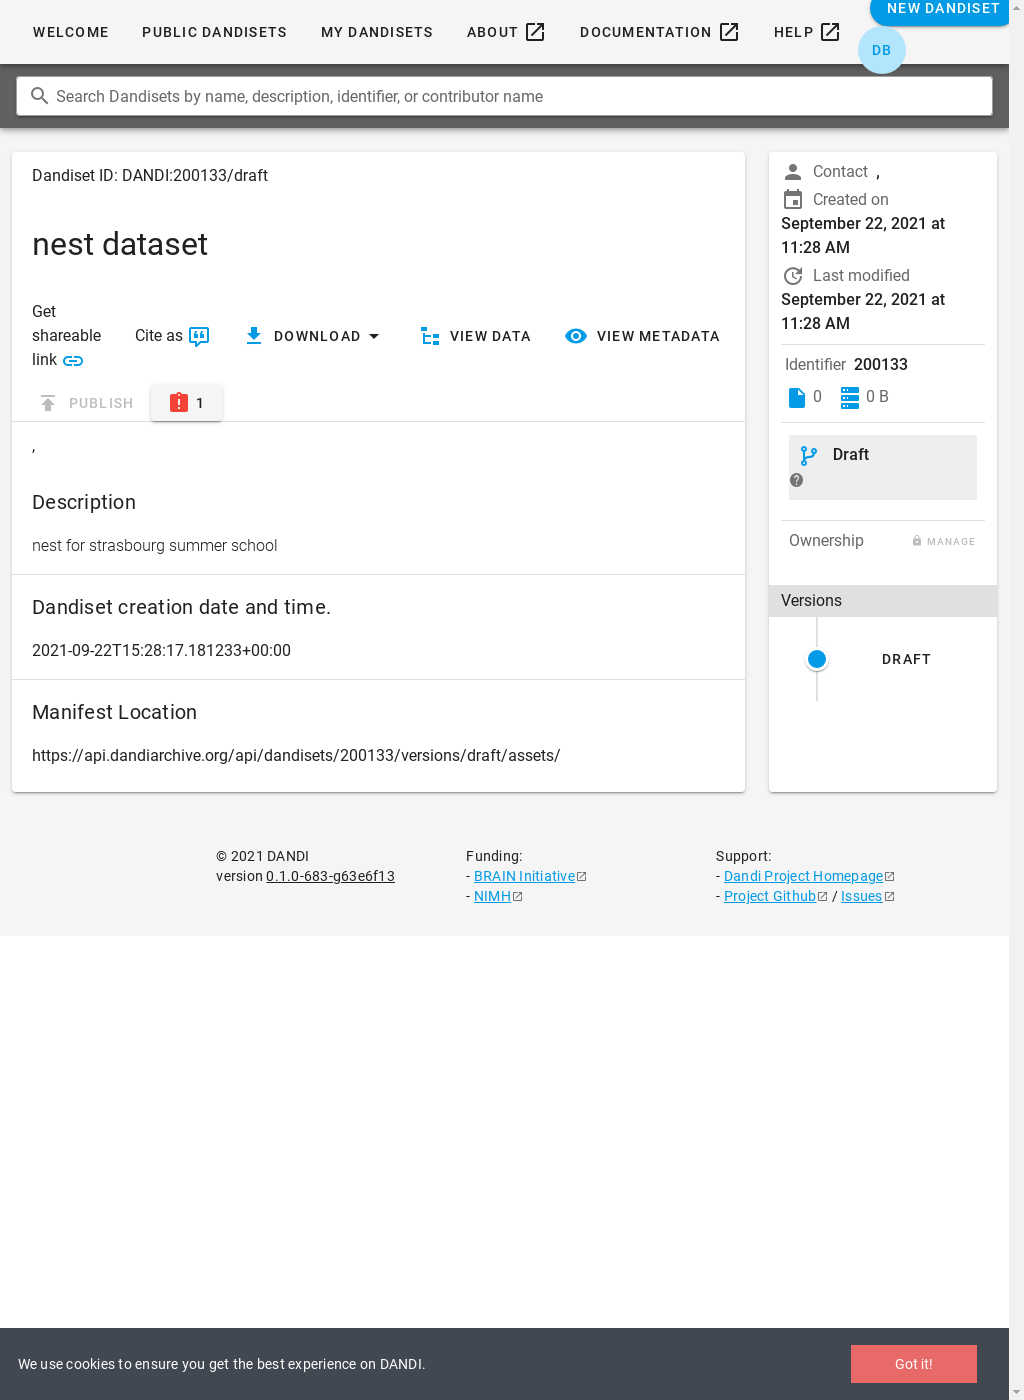 WELCOME PUBLIC DANDISETS MY DANDISETS ABOUT DOCUMENTATION HELP NEW DANDISET
DB
Search Dandisets by name, description, identifier, or contributor name
Dandiset ID: DANDI:200133/draft
nest dataset
Get
shareable
link
Cite as
DOWNLOAD
VIEW DATA
VIEW METADATA
PUBLISH
1
,
Description
nest for strasbourg summer school
Dandiset creation date and time.
2021-09-22T15:28:17.181233+00:00
Manifest Location
https://api.dandiarchive.org/api/dandisets/200133/versions/draft/assets/
Contact ,
Created on
September 22, 2021 at
11:28 AM
Last modified
September 22, 2021 at
11:28 AM
Identifier 200133
0 0 B
Draft
Ownership MANAGE
Versions
DRAFT
© 2021 DANDI
version 0.1.0-683-g63e6f13
Funding:
- BRAIN Initiative
- NIMH
Support:
- Dandi Project Homepage
- Project Github / Issues
We use cookies to ensure you get the best experience on DANDI.
Got it!